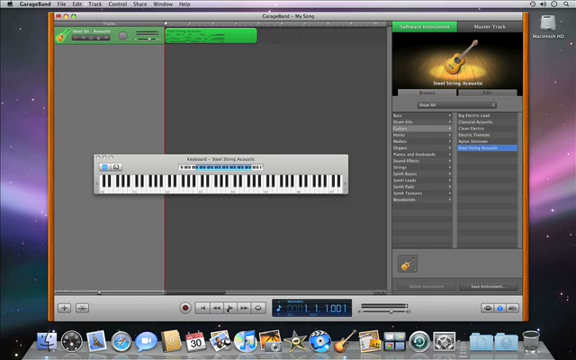 GarageBand File Edit Track Control Share Window Help
GarageBand - My Song
Tracks
Steel Str...Acoustic
Software Instrument Master Track
Steel String Acoustic
Browse Edit
Show All
Bass
Drum Kits
Guitars
Horns
Mallets
Organs
Pianos and Keyboards
Sound Effects
Strings
Synth Basics
Synth Leads
Synth Pads
Synth Textures
Woodwinds
Big Electric Lead
Classical Acoustic
Clean Electric
Electric Tremolo
Nylon Shimmer
Steel String Acoustic
Keyboard – Steel String Acoustic
Delete Instrument Save Instrument...
1. 1. 1.001
Macintosh HD
30